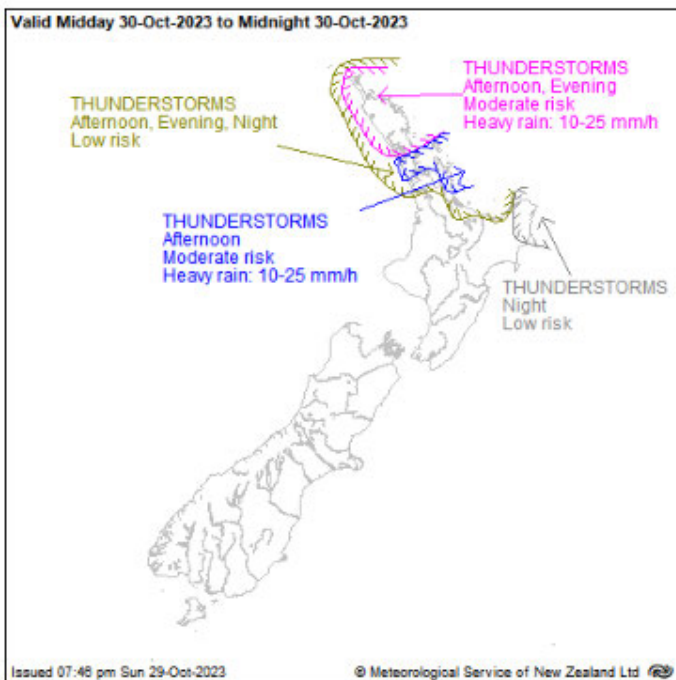 Valid Midday 30-Oct-2023 to Midnight 30-Oct-2023
THUNDERSTORMS
Afternoon, Evening
Moderate risk
Heavy rain: 10-25 mm/h
THUNDERSTORMS
Afternoon, Evening, Night
Low risk
THUNDERSTORMS
Afternoon
Moderate risk
Heavy rain: 10-25 mm/h
THUNDERSTORMS
Night
Low risk
Issued 07:46 pm Sun 29-Oct-2023
© Meteorological Service of New Zealand Ltd